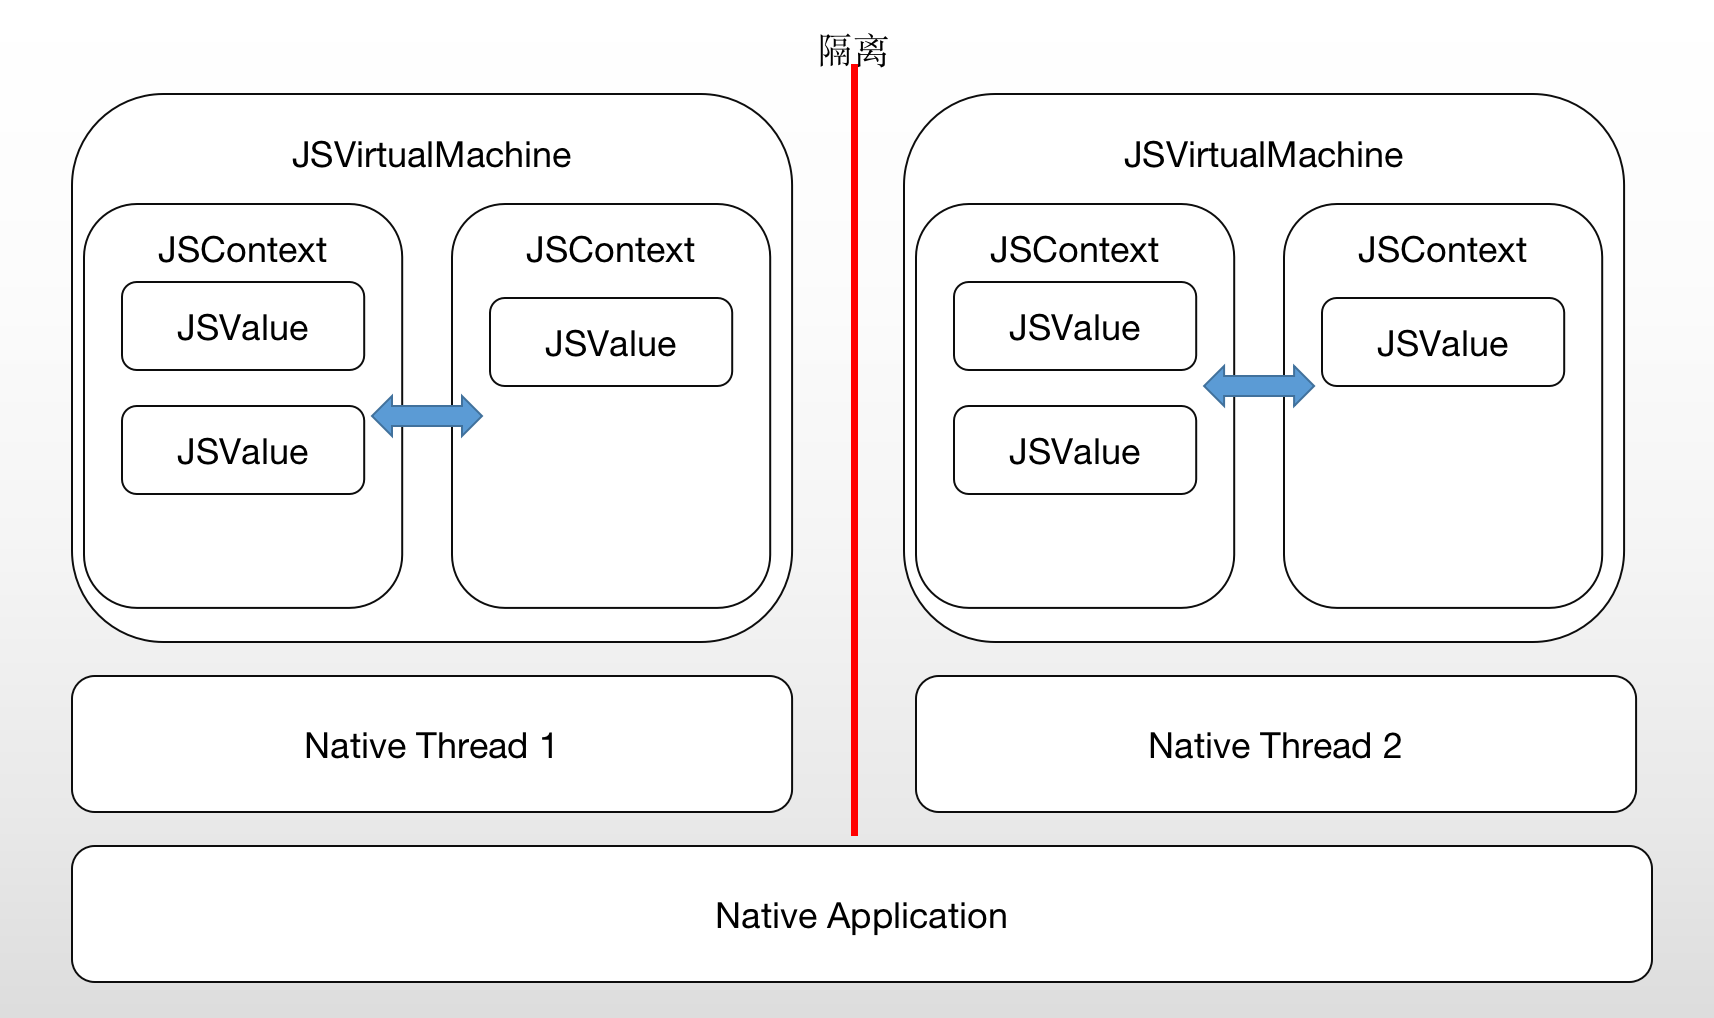 隔离
JSVirtualMachine
JSContext
JSValue
JSValue
JSContext
JSValue
JSVirtualMachine
JSContext
JSValue
JSValue
JSContext
JSValue
Native Thread 1
Native Thread 2
Native Application